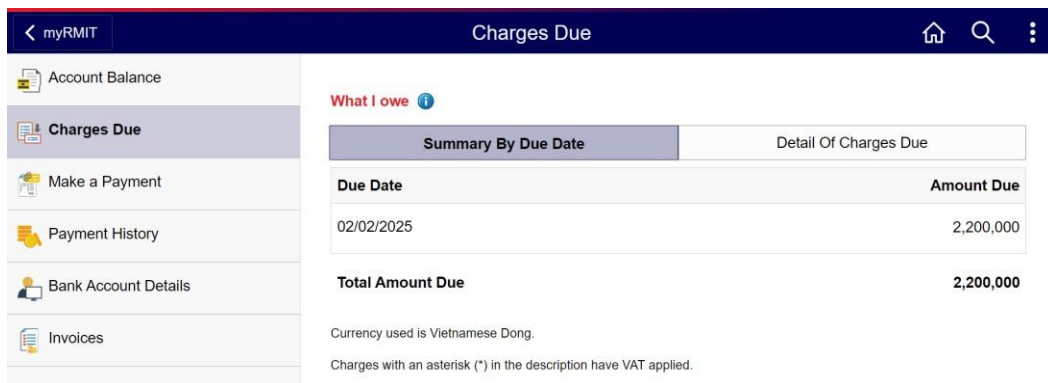 myRMIT
Charges Due
Account Balance
Charges Due
Make a Payment
Payment History
Bank Account Details
Invoices
What I owe
Summary By Due Date Detail Of Charges Due
Due Date Amount Due
02/02/2025 2,200,000
Total Amount Due 2,200,000
Currency used is Vietnamese Dong.
Charges with an asterisk (*) in the description have VAT applied.